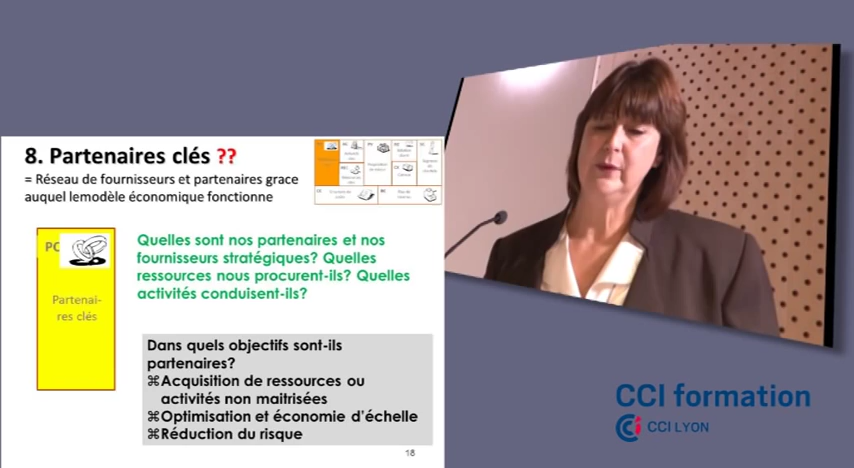 8. Partenaires clés ??
= Réseau de fournisseurs et partenaires grace
auquel lemodèle économique fonctionne
PC
Partenai-
res clés
Quelles sont nos partenaires et nos
fournisseurs stratégiques? Quelles
ressources nous procurent-ils? Quelles
activités conduisent-ils?
Dans quels objectifs sont-ils
partenaires?
⌘Acquisition de ressources ou
activités non maitrisées
⌘Optimisation et économie d'échelle
⌘Réduction du risque
18
CCI formation
CCI LYON